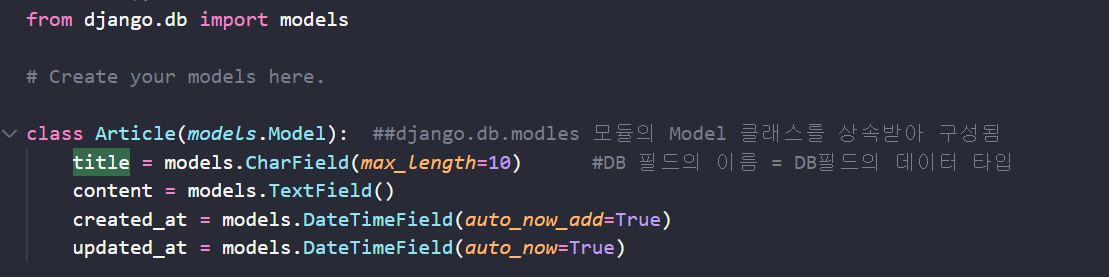 from django.db import models
# Create your models here.
class Article(models.Model):  ##django.db.modles 모듈의 Model 클래스를 상속받아 구성됨
    title = models.CharField(max_length=10)      #DB 필드의 이름 = DB필드의 데이터 타입
    content = models.TextField()
    created_at = models.DateTimeField(auto_now_add=True)
    updated_at = models.DateTimeField(auto_now=True)